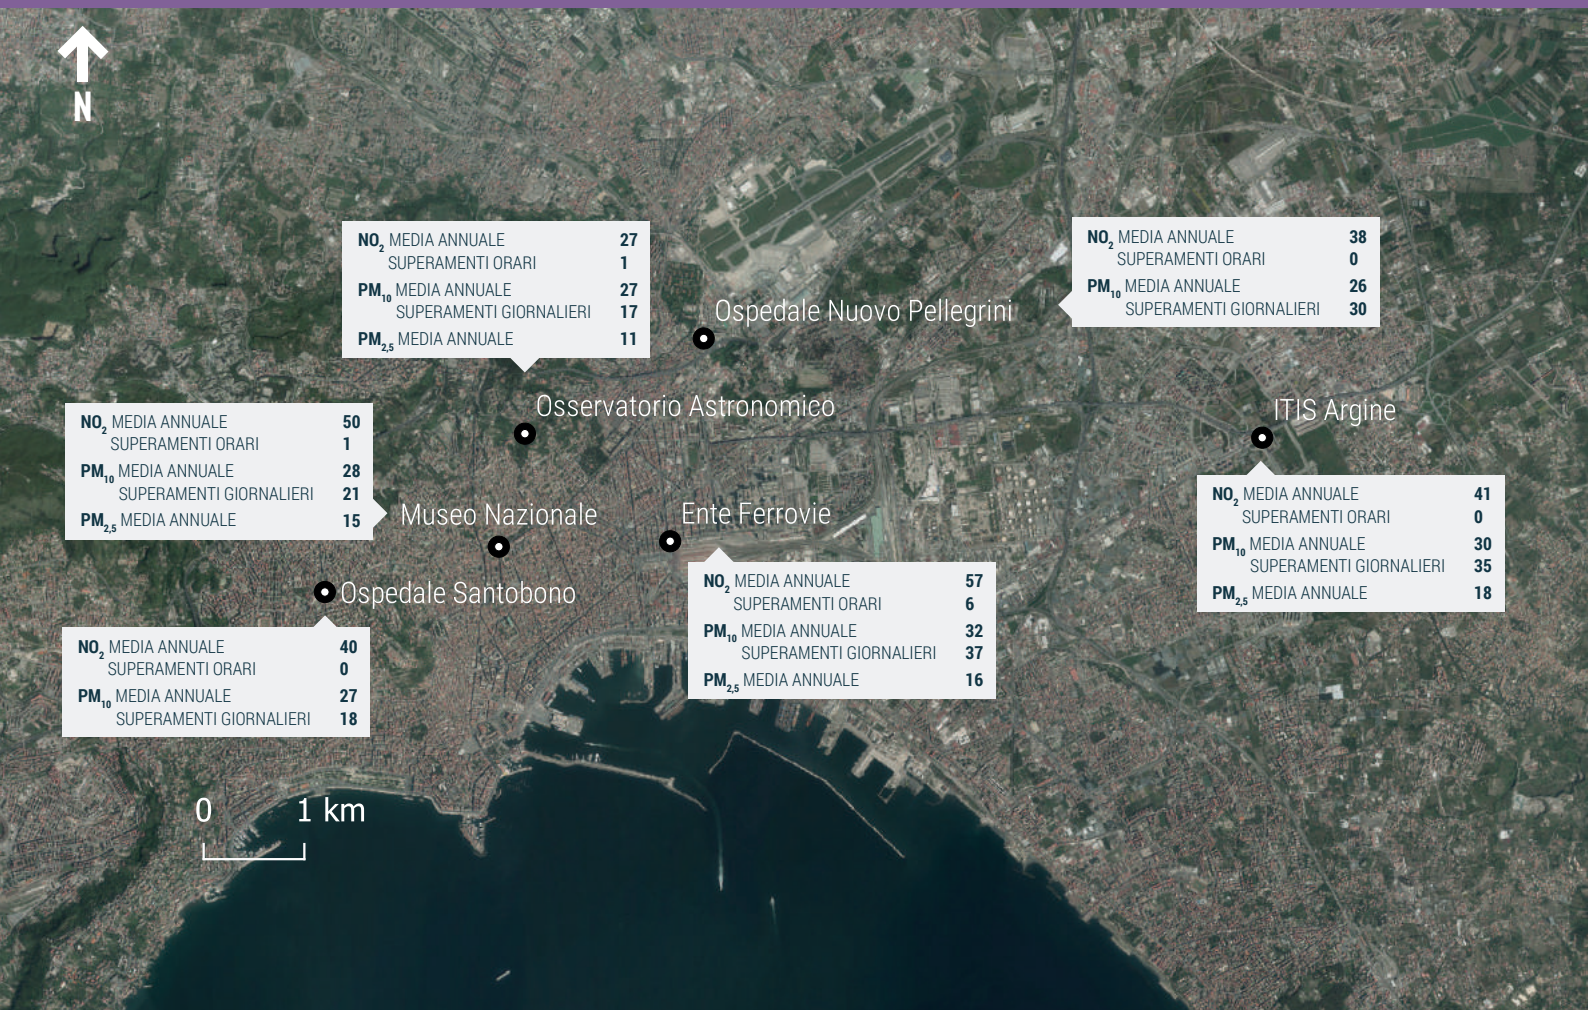 N
NO2 MEDIA ANNUALE 27
SUPERAMENTI ORARI 1
PM10 MEDIA ANNUALE 27
SUPERAMENTI GIORNALIERI 17
PM2,5 MEDIA ANNUALE 11
NO2 MEDIA ANNUALE 38
SUPERAMENTI ORARI 0
PM10 MEDIA ANNUALE 26
SUPERAMENTI GIORNALIERI 30
Ospedale Nuovo Pellegrini
Osservatorio Astronomico
ITIS Argine
NO2 MEDIA ANNUALE 50
SUPERAMENTI ORARI 1
PM10 MEDIA ANNUALE 28
SUPERAMENTI GIORNALIERI 21
PM2,5 MEDIA ANNUALE 15
Museo Nazionale
Ente Ferrovie
NO2 MEDIA ANNUALE 41
SUPERAMENTI ORARI 0
PM10 MEDIA ANNUALE 30
SUPERAMENTI GIORNALIERI 35
PM2,5 MEDIA ANNUALE 18
Ospedale Santobono
NO2 MEDIA ANNUALE 57
SUPERAMENTI ORARI 6
PM10 MEDIA ANNUALE 32
SUPERAMENTI GIORNALIERI 37
PM2,5 MEDIA ANNUALE 16
NO2 MEDIA ANNUALE 40
SUPERAMENTI ORARI 0
PM10 MEDIA ANNUALE 27
SUPERAMENTI GIORNALIERI 18
0 1 km